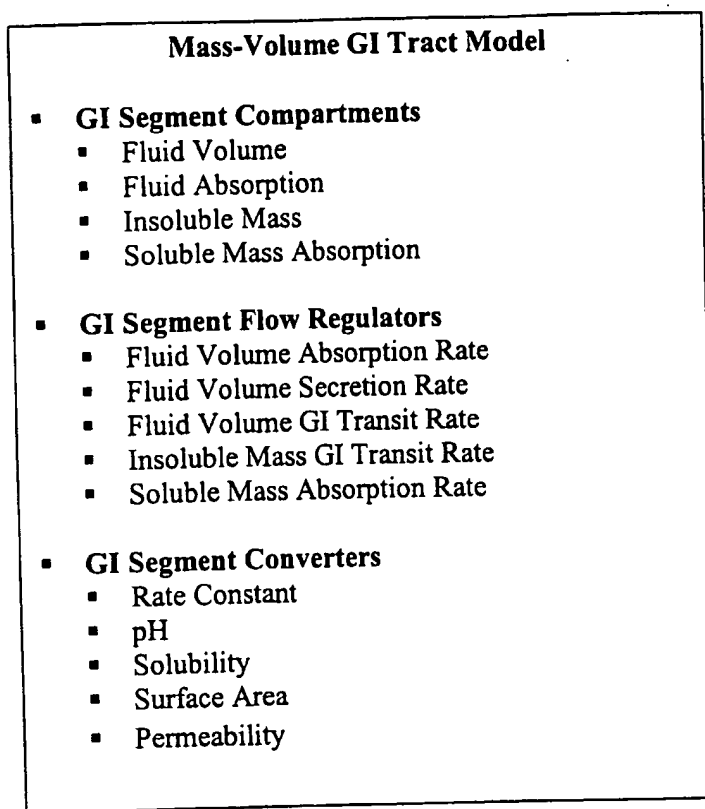 Mass-Volume GI Tract Model
▪ GI Segment Compartments
▪ Fluid Volume
▪ Fluid Absorption
▪ Insoluble Mass
▪ Soluble Mass Absorption
▪ GI Segment Flow Regulators
▪ Fluid Volume Absorption Rate
▪ Fluid Volume Secretion Rate
▪ Fluid Volume GI Transit Rate
▪ Insoluble Mass GI Transit Rate
▪ Soluble Mass Absorption Rate
▪ GI Segment Converters
▪ Rate Constant
▪ pH
▪ Solubility
▪ Surface Area
▪ Permeability